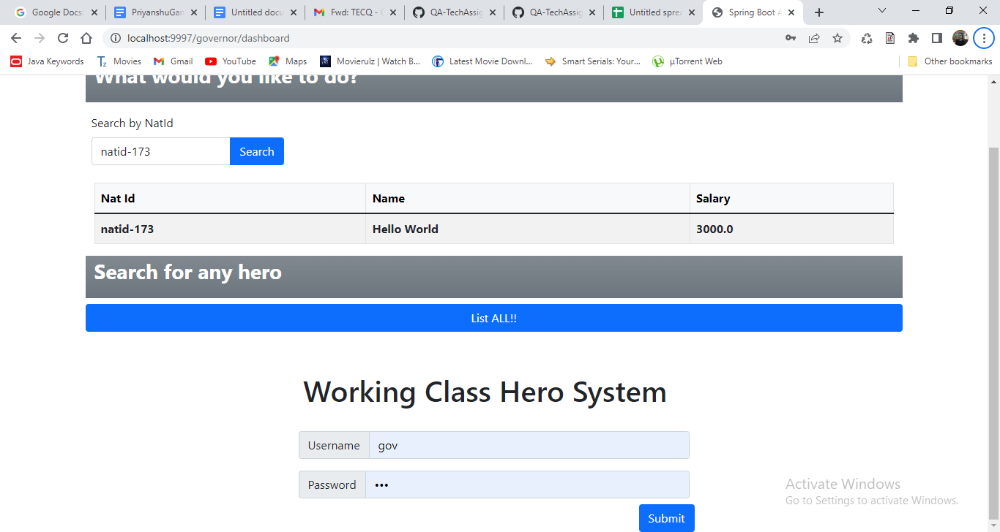 Google Docs:
PriyanshuGar
Untitled docu
Fwd: TECQ - 
QA-TechAssig
QA-TechAssig
Untitled sprea
Spring Boot A
localhost:9997/governor/dashboard
Java Keywords
Movies
Gmail
YouTube
Maps
Movierulz | Watch B...
Latest Movie Downl...
Smart Serials: Your...
µTorrent Web
Other bookmarks
What would you like to do?
Search by NatId
natid-173 Search
Nat Id Name Salary
natid-173 Hello World 3000.0
Search for any hero
List ALL!!
Working Class Hero System
Username gov
Password •••
Submit
Activate Windows
Go to Settings to activate Windows.